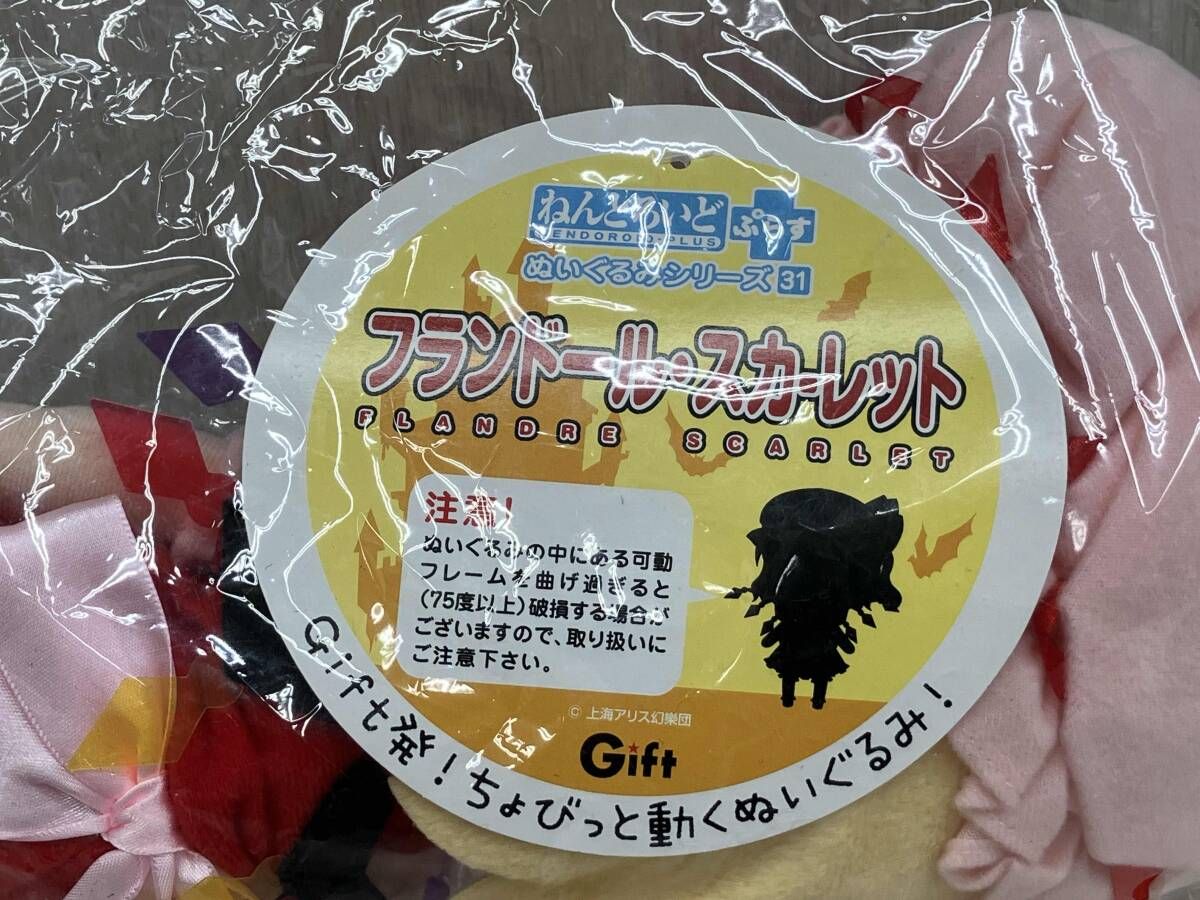 ねんどろいど ぷらす
NENDOROID-PLUS
ぬいぐるみシリーズ 31
フランドール・スカーレット
FLANDRE SCARLET
注意!
ぬいぐるみの中にある可動
フレームを曲げ過ぎると
(75度以上)破損する場合が
ございますので、取り扱いに
ご注意下さい。
© 上海アリス幻樂団
Gift
Gift発!ちょびっと動くぬいぐるみ!